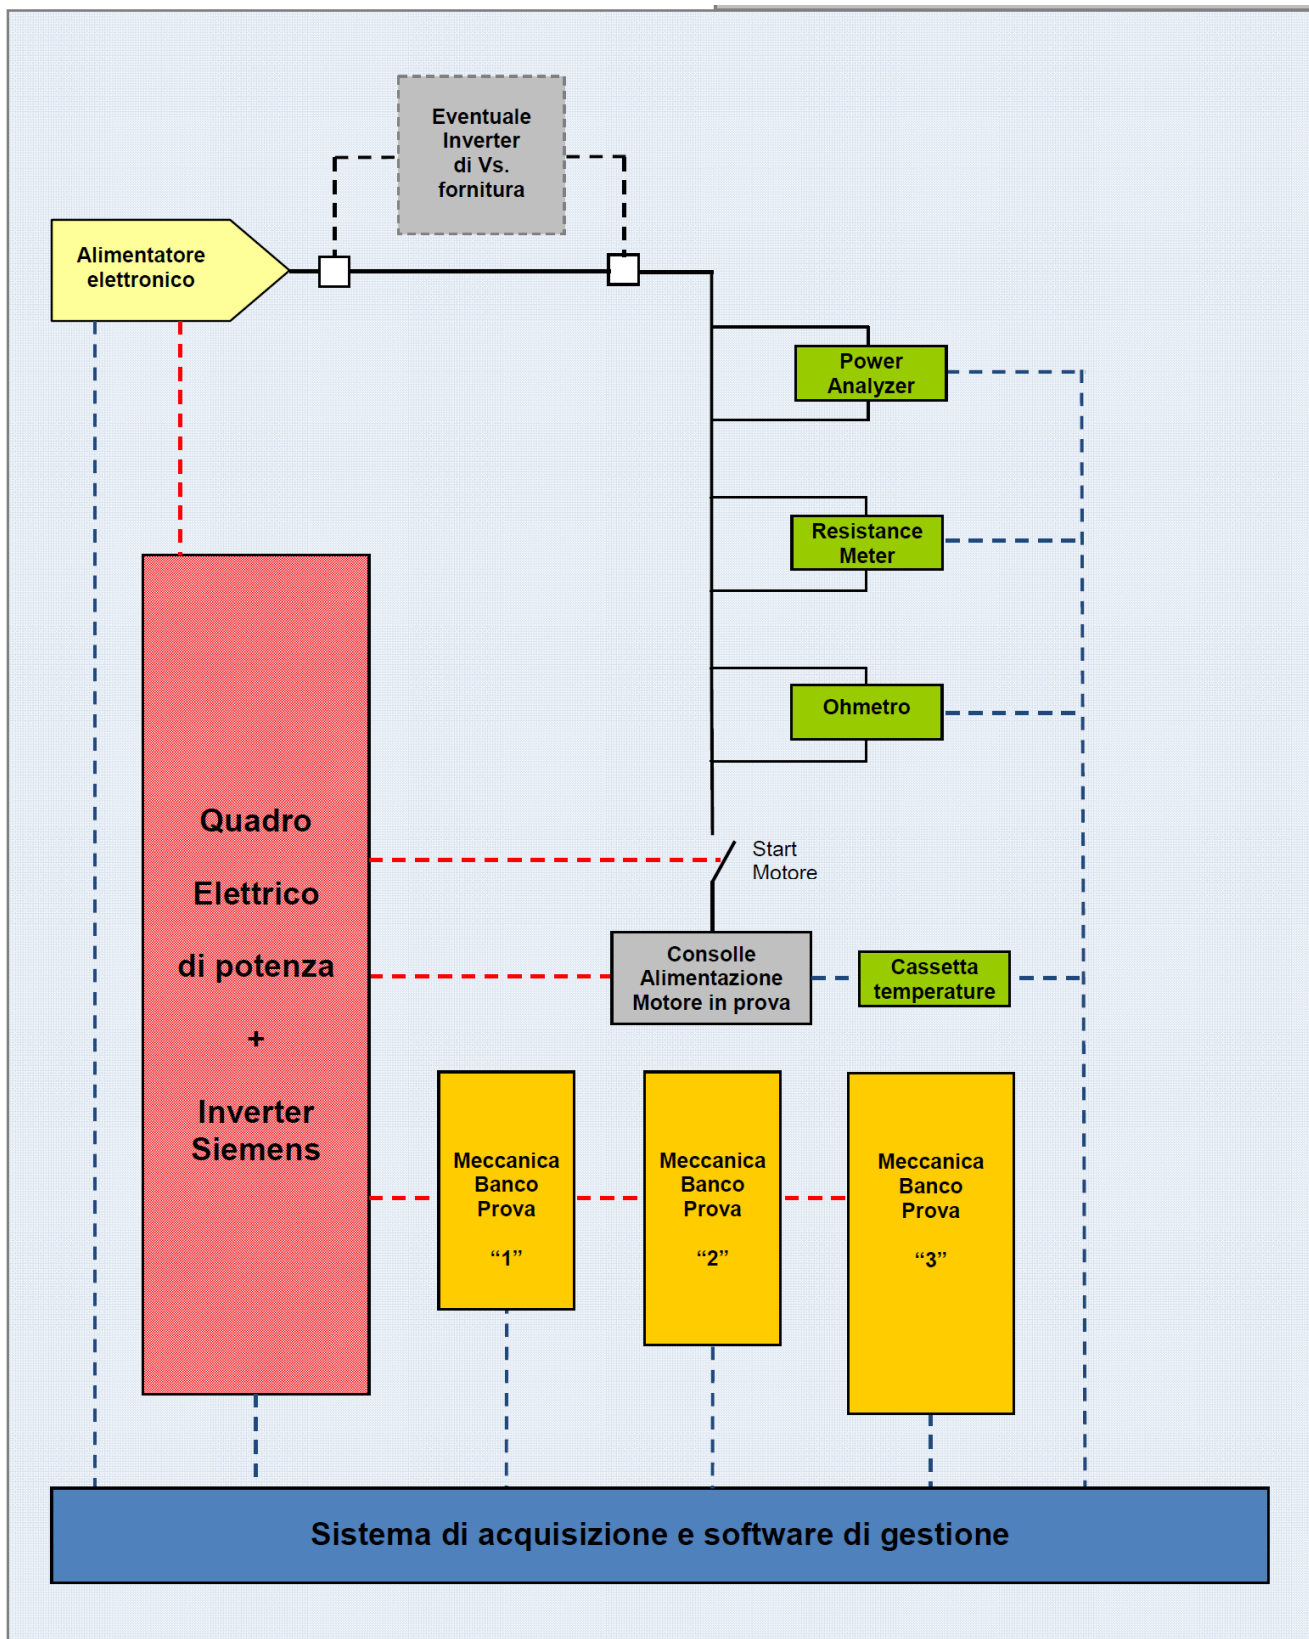 Eventuale
Inverter
di Vs.
fornitura
Alimentatore
elettronico
Power
Analyzer
Resistance
Meter
Ohmetro
Start
Motore
Quadro
Elettrico
di potenza
+
Inverter
Siemens
Consolle
Alimentazione
Motore in prova
Cassetta
temperature
Meccanica
Banco
Prova
“1”
Meccanica
Banco
Prova
“2”
Meccanica
Banco
Prova
“3”
Sistema di acquisizione e software di gestione